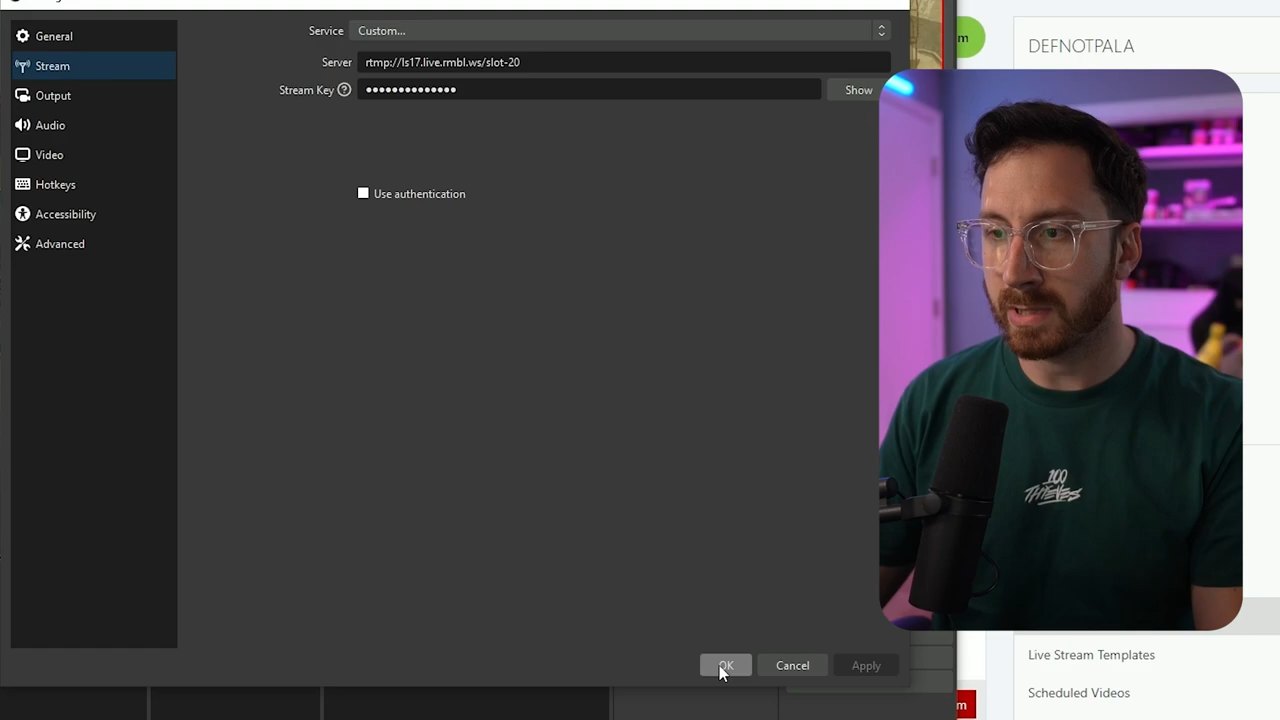 General
Stream
Output
Audio
Video
Hotkeys
Accessibility
Advanced
Service
Custom...
Server
rtmp://ls17.live.rmbl.ws/slot-20
Stream Key
?
••••••••••••••
Show
Use authentication
OK
Cancel
Apply
m
DEFNOTPALA
100
THIEVES
Live Stream Templates
Scheduled Videos
m